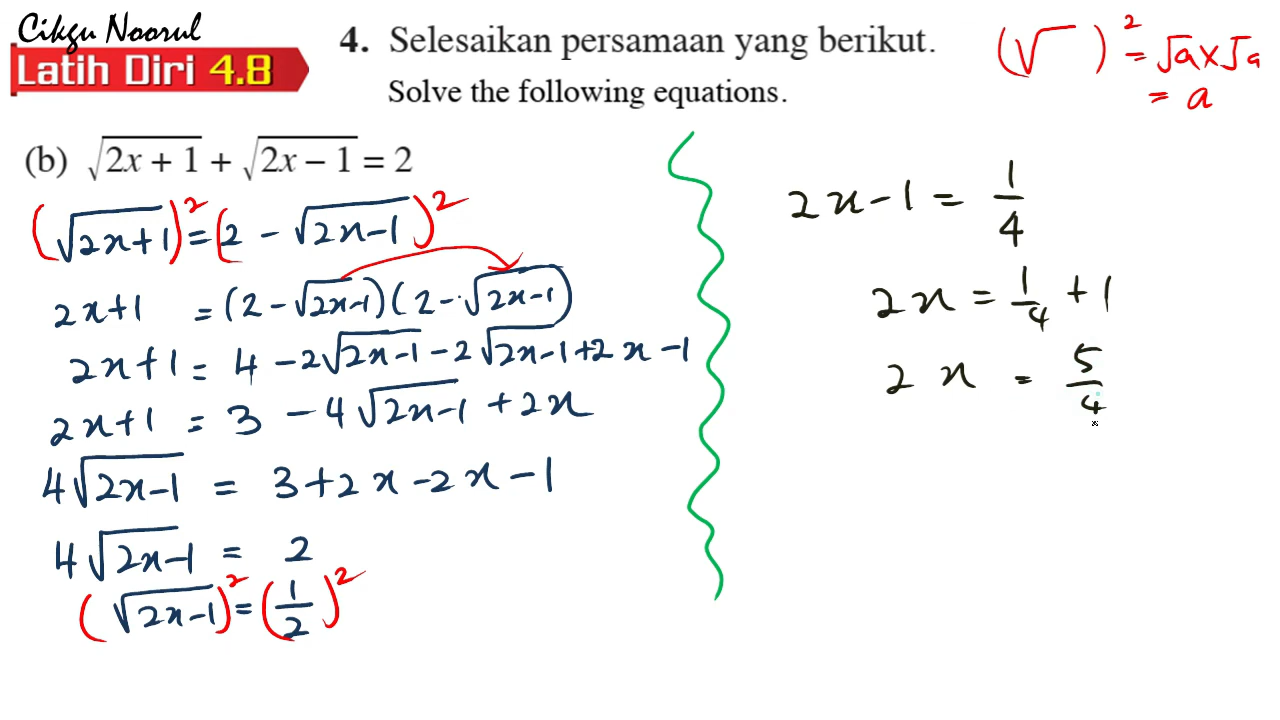 Cikgu Noorul
Latih Diri 4.8
4. Selesaikan persamaan yang berikut.
Solve the following equations.
(√ )² = √a × √a
= a
(b) √(2x + 1) + √(2x − 1) = 2
(√(2x+1))² = (2 − √(2x−1))²
2x+1 = (2 − √(2x−1))(2 − √(2x−1))
2x+1 = 4 − 2√(2x−1) − 2√(2x−1) + 2x − 1
2x+1 = 3 − 4√(2x−1) + 2x
4√(2x−1) = 3 + 2x − 2x − 1
4√(2x−1) = 2
(√(2x−1))² = (1/2)²
2x − 1 = 1/4
2x = 1/4 + 1
2x = 5/4